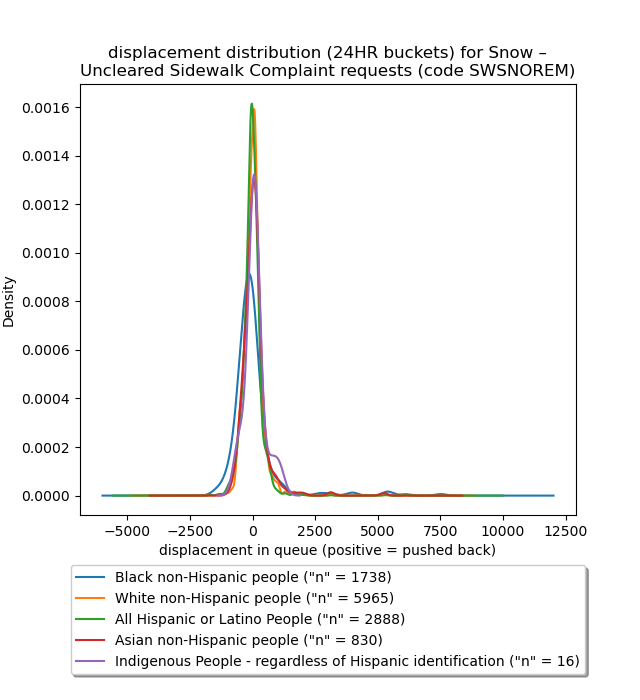 displacement distribution (24HR buckets) for Snow –
Uncleared Sidewalk Complaint requests (code SWSNOREM)
0.0016
0.0014
0.0012
0.0010
0.0008
0.0006
0.0004
0.0002
0.0000
Density
−5000 −2500 0 2500 5000 7500 10000 12500
displacement in queue (positive = pushed back)
Black non-Hispanic people ("n" = 1738)
White non-Hispanic people ("n" = 5965)
All Hispanic or Latino People ("n" = 2888)
Asian non-Hispanic people ("n" = 830)
Indigenous People - regardless of Hispanic identification ("n" = 16)